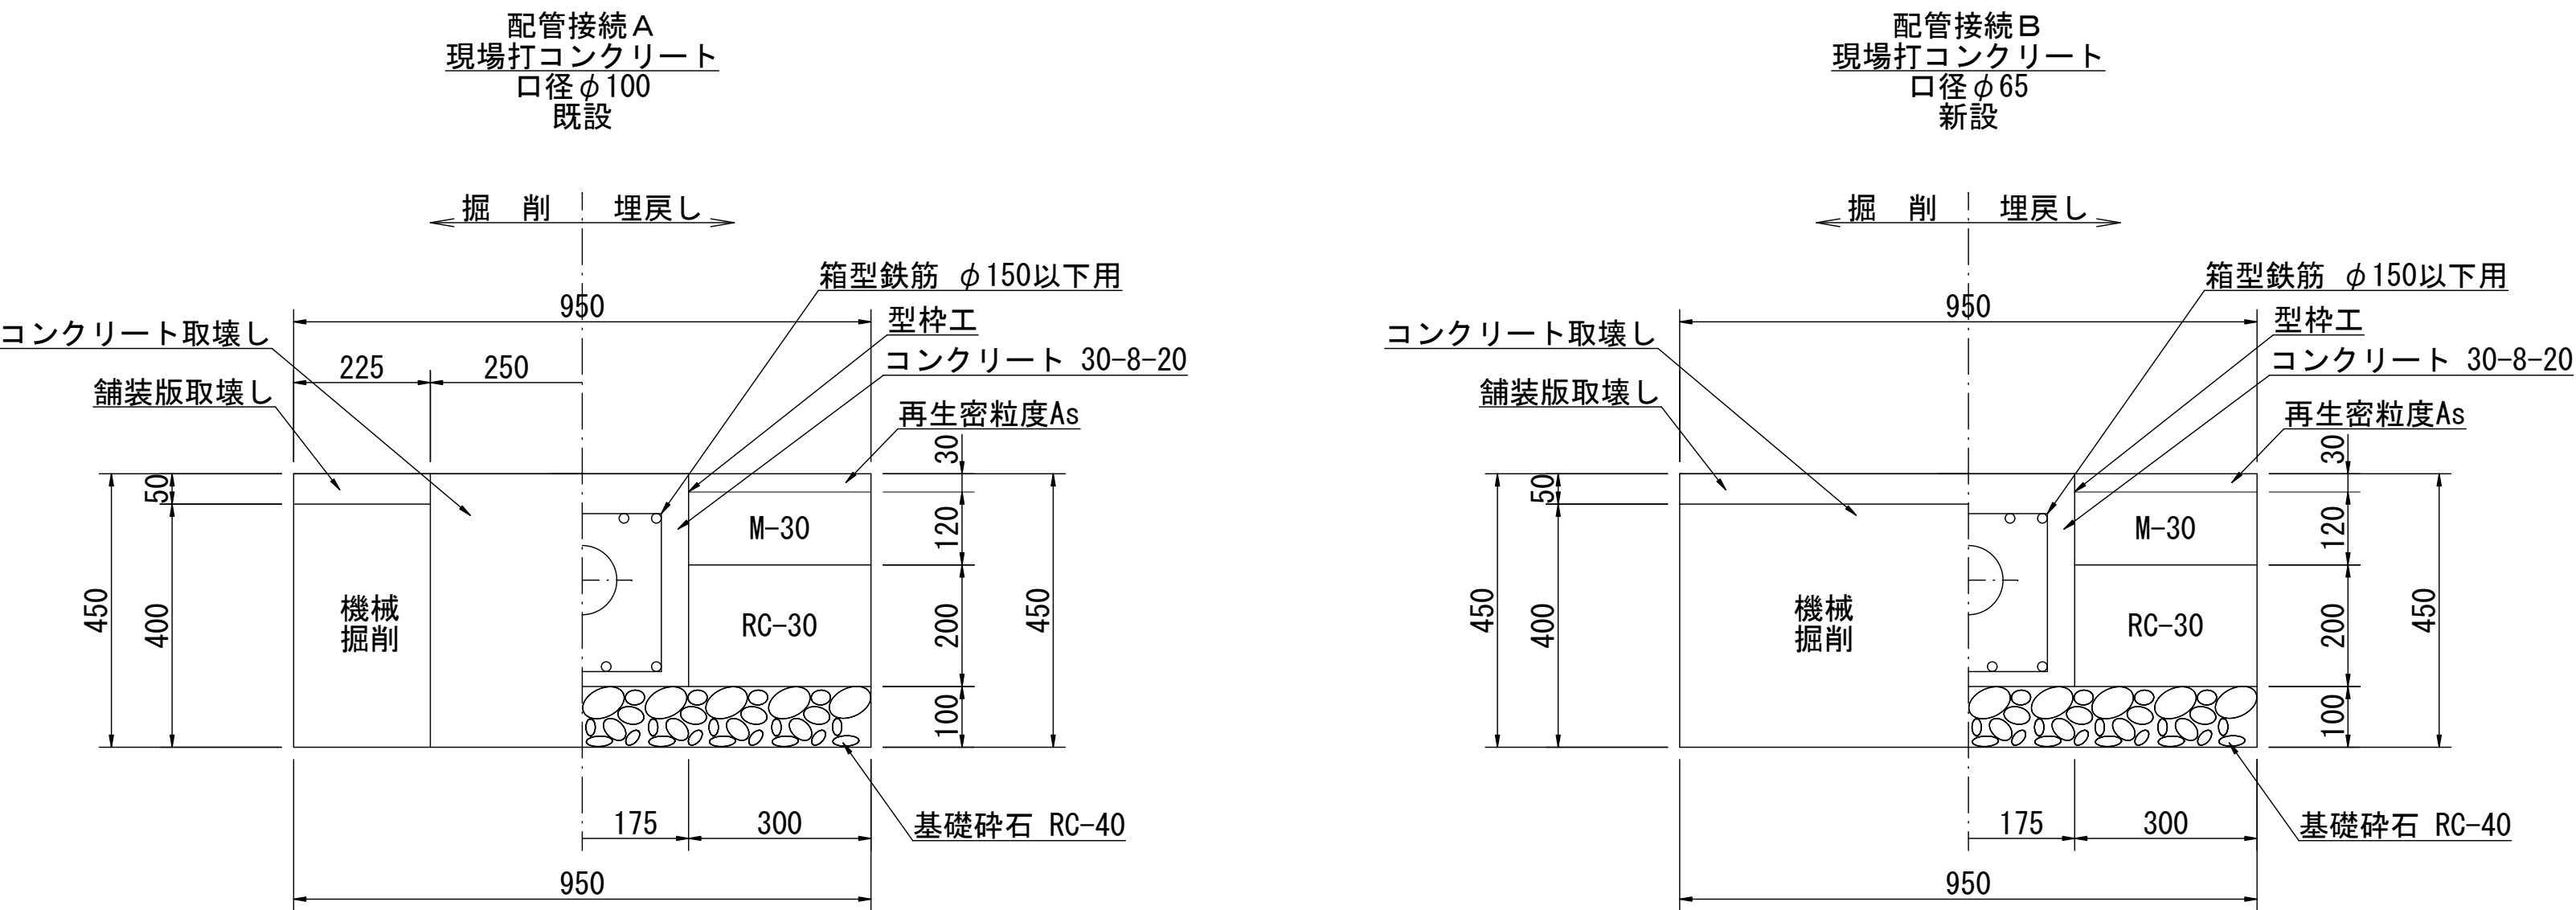 配管接続A
現場打コンクリート
口径φ100
既設
掘 削 埋戻し
箱型鉄筋 φ150以下用
950
型枠工
コンクリート取壊し
コンクリート 30-8-20
225
250
舗装版取壊し
再生密粒度As
30
50
M-30
120
450
400
機械
掘削
RC-30
200
450
100
175
300
基礎砕石 RC-40
950
配管接続B
現場打コンクリート
口径φ65
新設
掘 削 埋戻し
箱型鉄筋 φ150以下用
950
型枠工
コンクリート取壊し
コンクリート 30-8-20
舗装版取壊し
再生密粒度As
30
50
M-30
120
450
400
機械
掘削
RC-30
200
450
100
175
300
基礎砕石 RC-40
950